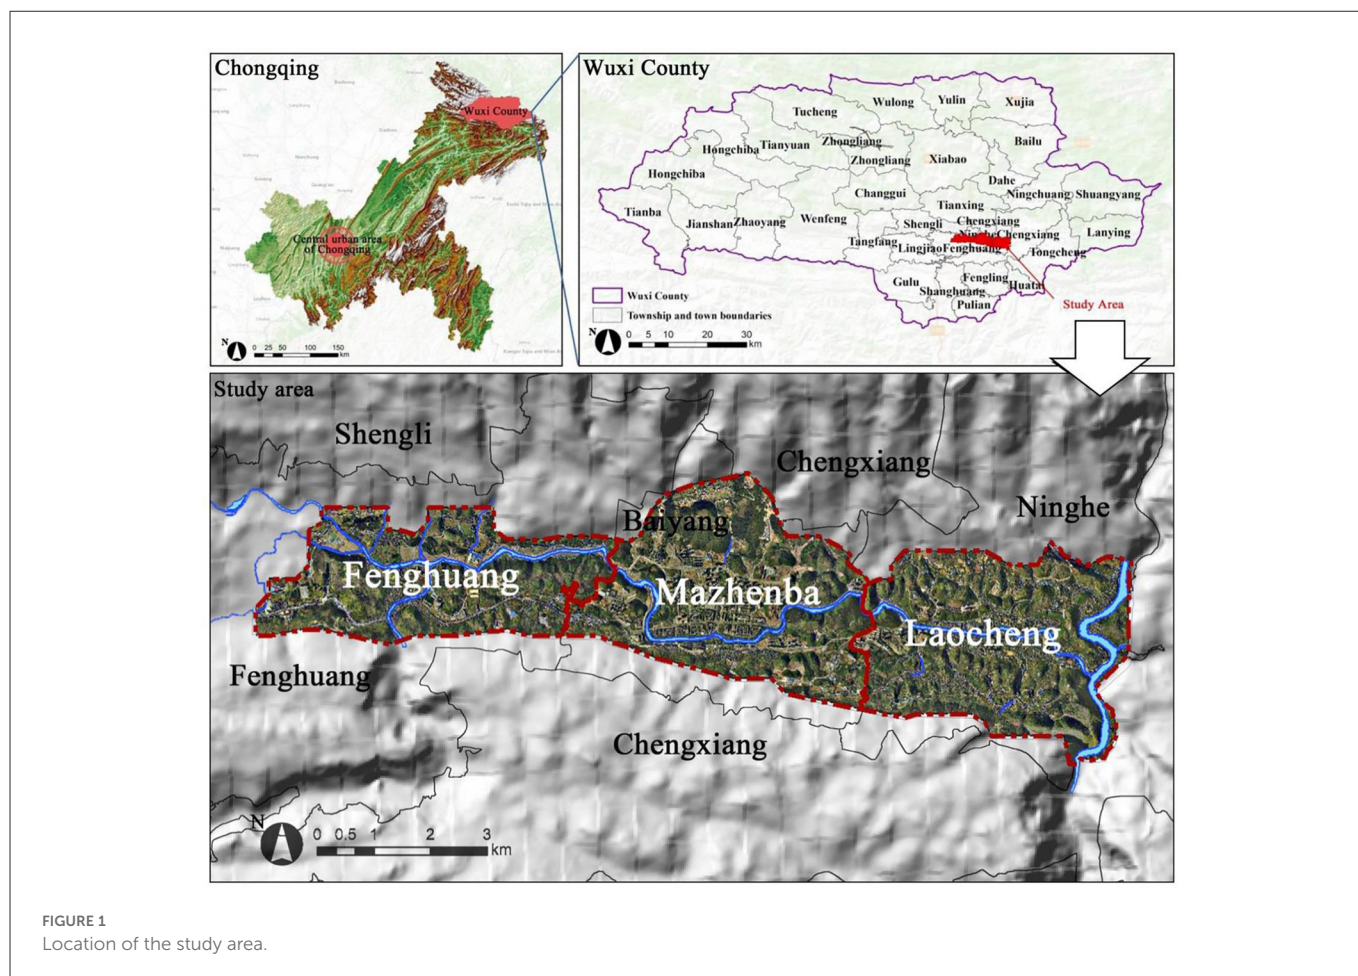 Chongqing
Wuxi County
Central urban area
of Chongqing
N
0 25 50 100 150
km
Wuxi County
Tucheng
Wulong
Yulin
Xujia
Hongchiba
Tianyuan
Zhongliang
Zhongliang
Xiabao
Bailu
Hongchiba
Changgui
Dahe
Ningchuang
Shuangyang
Tianba
Jianshan
Zhaoyang
Wenfeng
Tianxing
Shengli
Chengxiang
Ninghe
Chengxiang
Lanying
Tangfang
Lingjiao
Fenghuang
Tongcheng
Gulu
Fengling
Shanghuang
Huatai
Pulian
Study Area
Wuxi County
Township and town boundaries
N
0 5 10 20 30
km
Study area
Shengli
Chengxiang
Ninghe
Baiyang
Fenghuang
Mazhenba
Laocheng
Fenghuang
Chengxiang
N
0 0.5 1 2 3
km
FIGURE 1
Location of the study area.